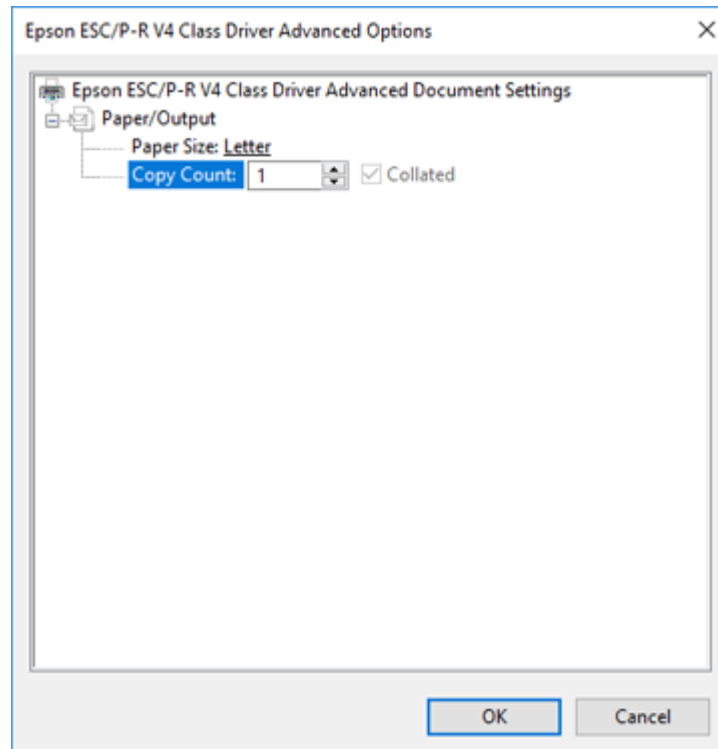 Epson ESC/P-R V4 Class Driver Advanced Options
Epson ESC/P-R V4 Class Driver Advanced Document Settings
Paper/Output
Paper Size: Letter
Copy Count: 1 Collated
OK Cancel